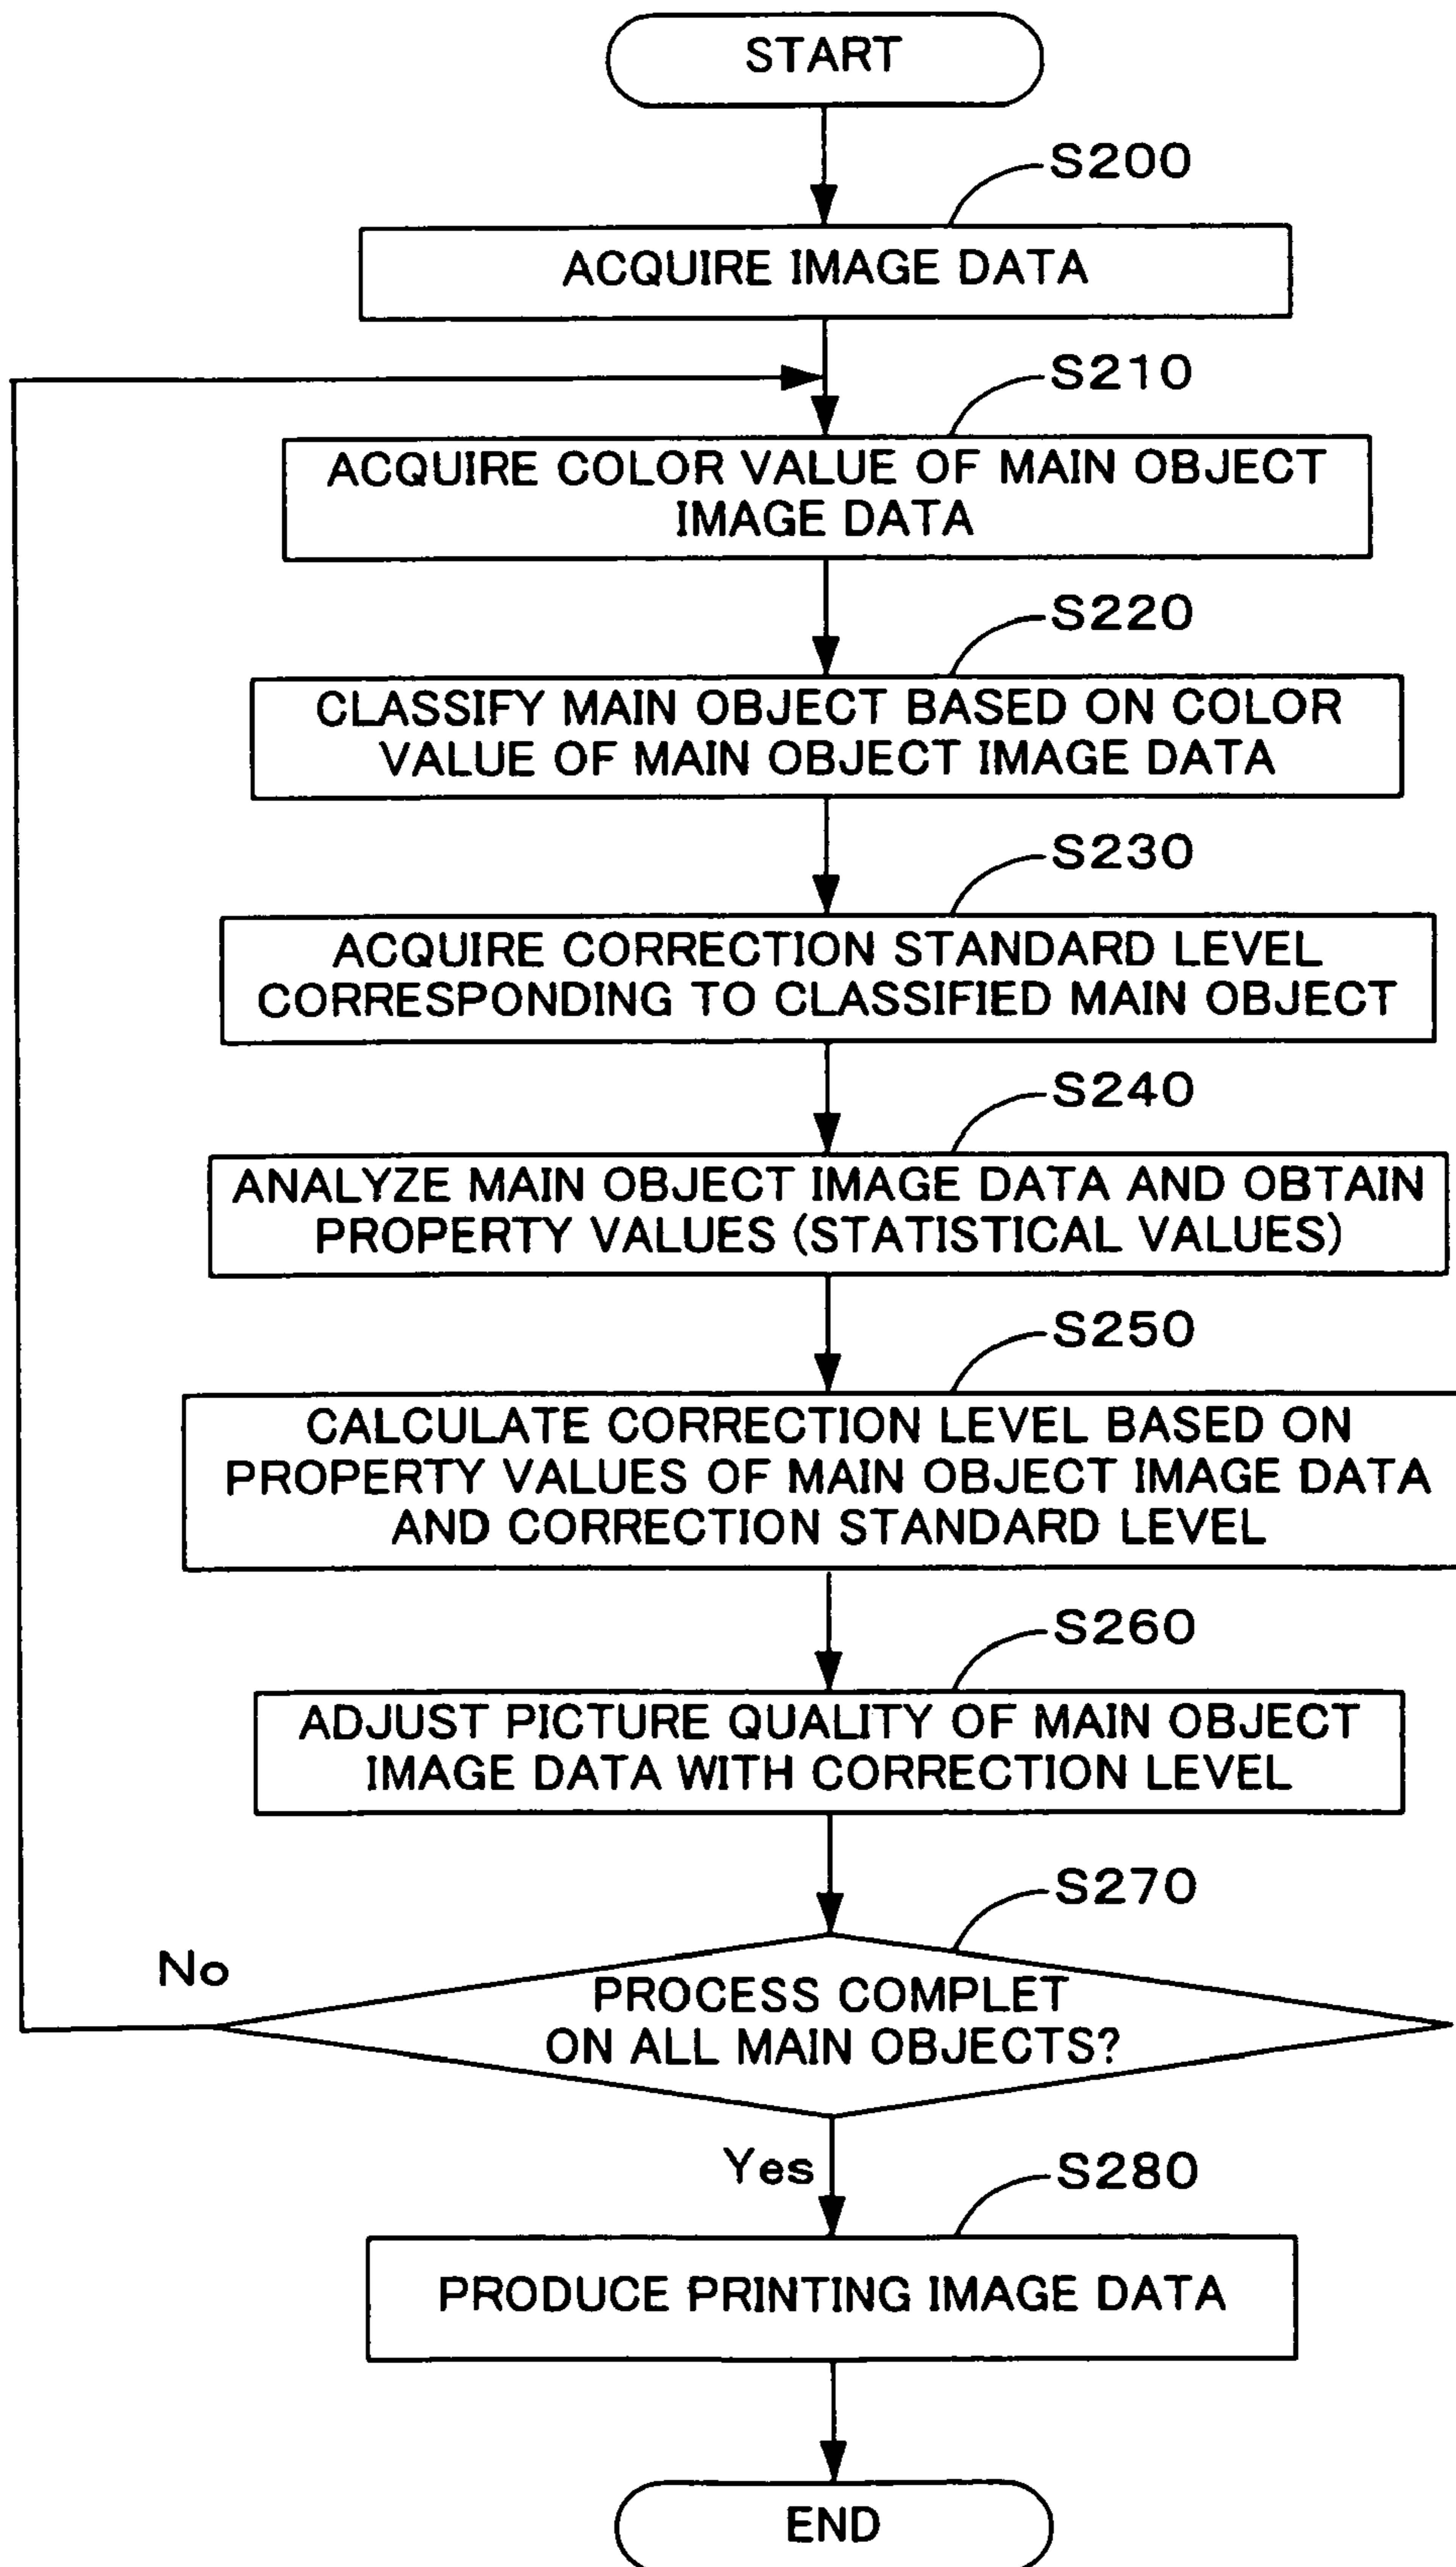 START
S200
ACQUIRE IMAGE DATA
S210
ACQUIRE COLOR VALUE OF MAIN OBJECT
IMAGE DATA
S220
CLASSIFY MAIN OBJECT BASED ON COLOR
VALUE OF MAIN OBJECT IMAGE DATA
S230
ACQUIRE CORRECTION STANDARD LEVEL
CORRESPONDING TO CLASSIFIED MAIN OBJECT
S240
ANALYZE MAIN OBJECT IMAGE DATA AND OBTAIN
PROPERTY VALUES (STATISTICAL VALUES)
S250
CALCULATE CORRECTION LEVEL BASED ON
PROPERTY VALUES OF MAIN OBJECT IMAGE DATA
AND CORRECTION STANDARD LEVEL
S260
ADJUST PICTURE QUALITY OF MAIN OBJECT
IMAGE DATA WITH CORRECTION LEVEL
S270
No
PROCESS COMPLET
ON ALL MAIN OBJECTS?
Yes
S280
PRODUCE PRINTING IMAGE DATA
END